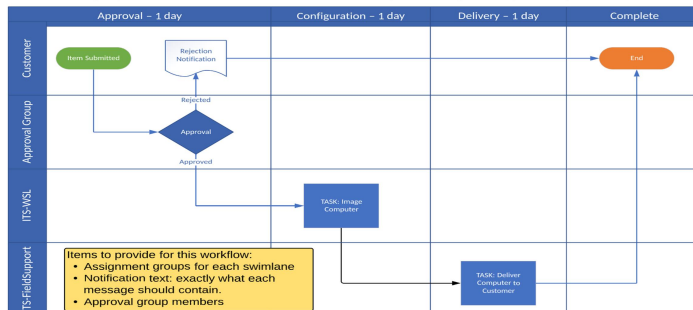 Approval – 1 day
Configuration – 1 day
Delivery – 1 day
Complete
Customer
Item Submitted
Rejection
Notification
End
Rejected
Approval Group
Approval
Approved
ITS-WSL
TASK: Image
Computer
TS-FieldSupport
Items to provide for this workflow:
• Assignment groups for each swimlane
• Notification text: exactly what each
message should contain.
• Approval group members
TASK: Deliver
Computer to
Customer